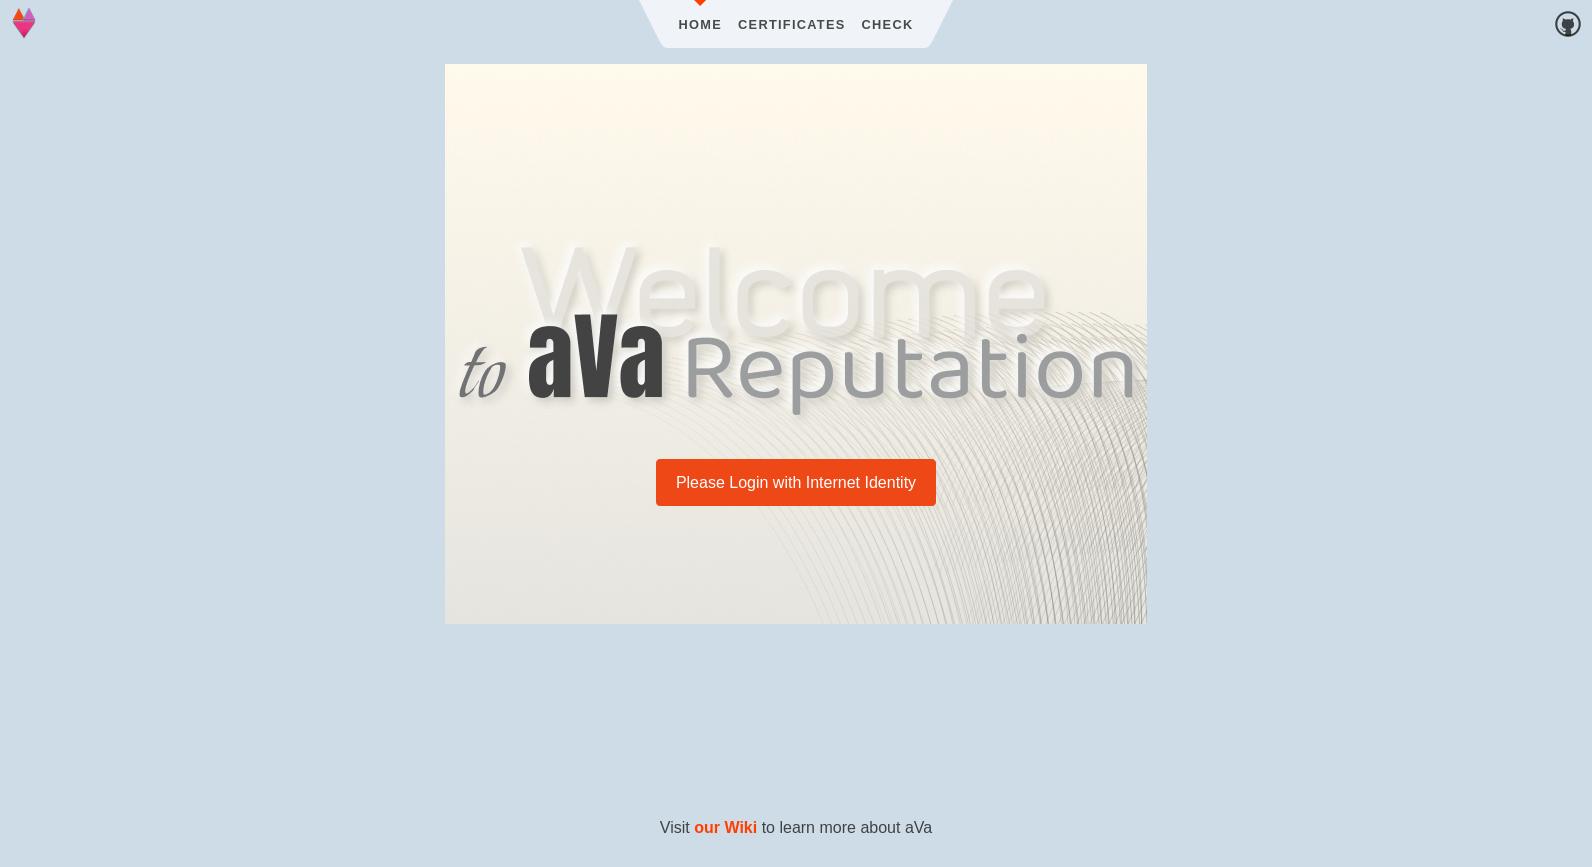 HOME CERTIFICATES CHECK
Welcome
to aVa Reputation
Please Login with Internet Identity
Visit our Wiki to learn more about aVa